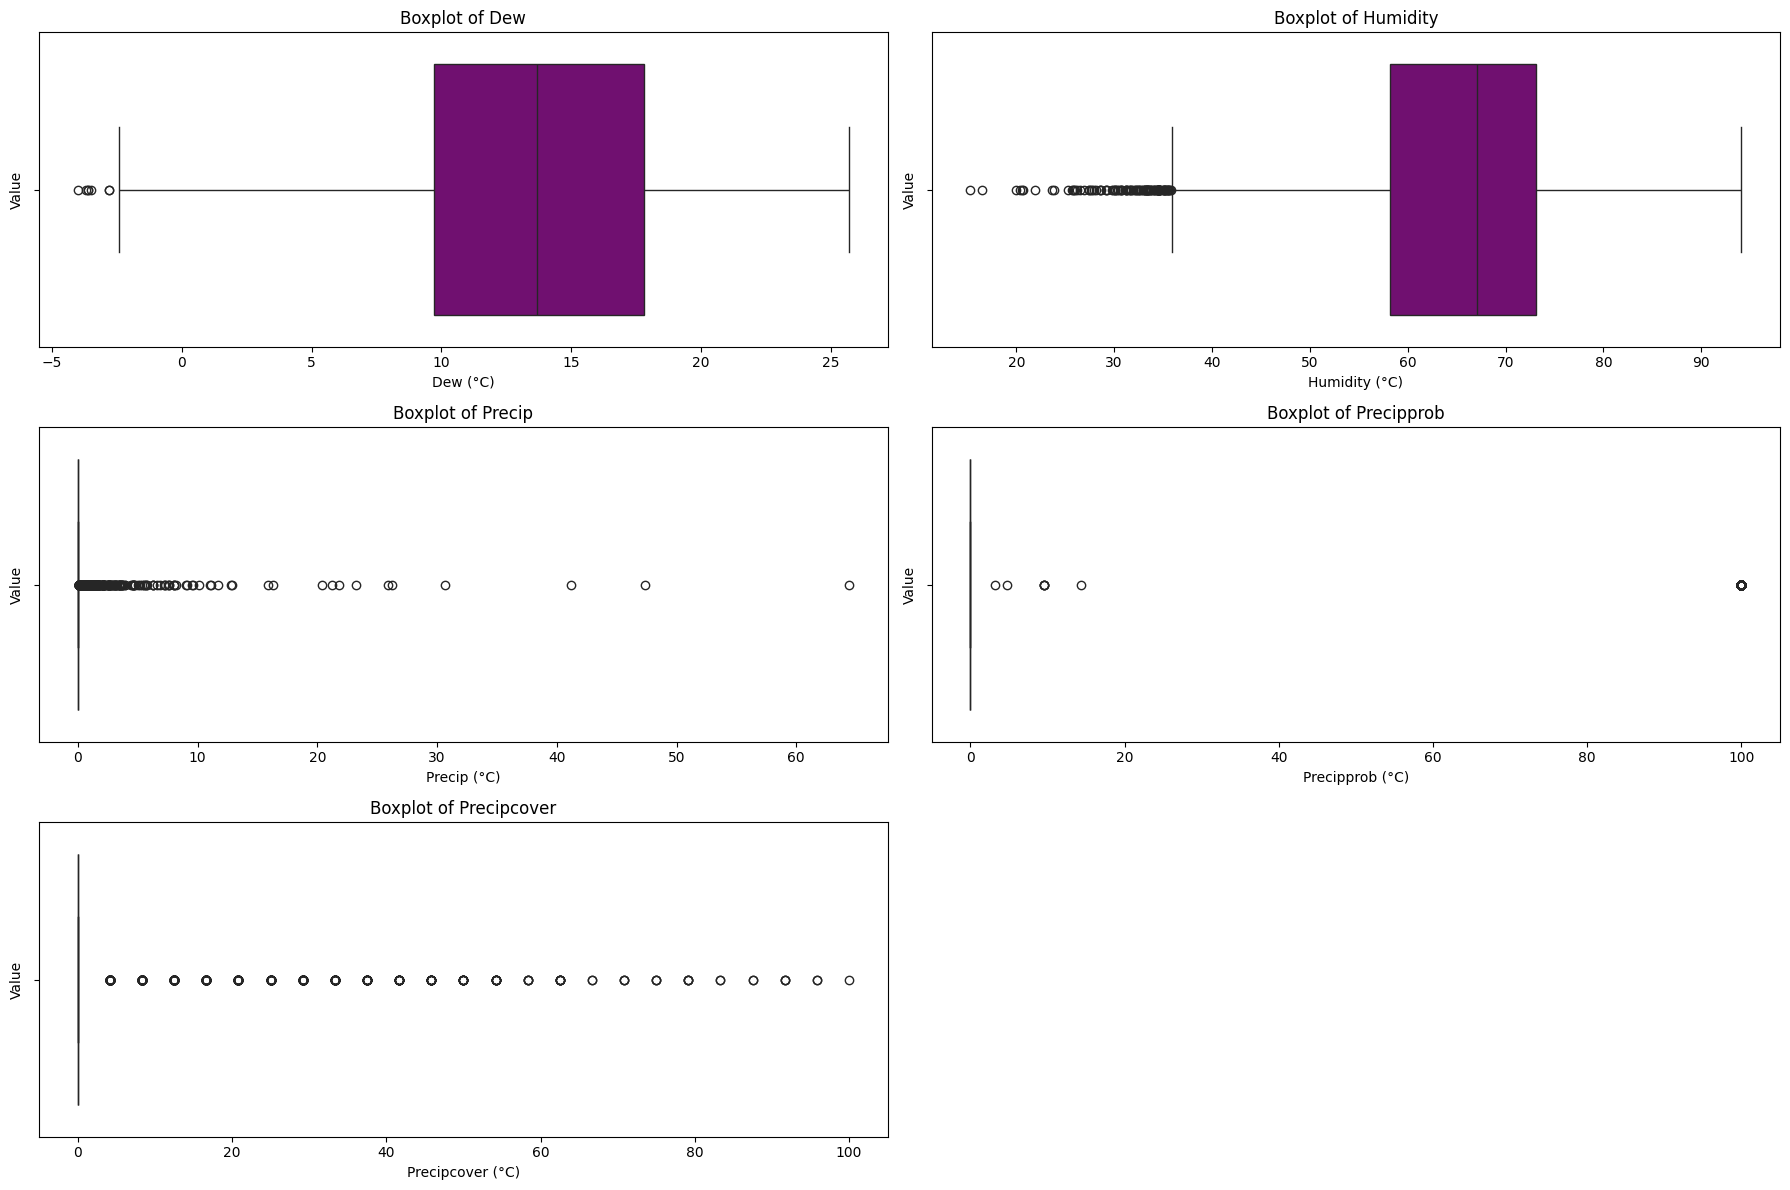 Boxplot of Dew
Value
−5 0 5 10 15 20 25
Dew (°C)
Boxplot of Humidity
Value
20 30 40 50 60 70 80 90
Humidity (°C)
Boxplot of Precip
Value
0 10 20 30 40 50 60
Precip (°C)
Boxplot of Precipprob
Value
0 20 40 60 80 100
Precipprob (°C)
Boxplot of Precipcover
Value
0 20 40 60 80 100
Precipcover (°C)